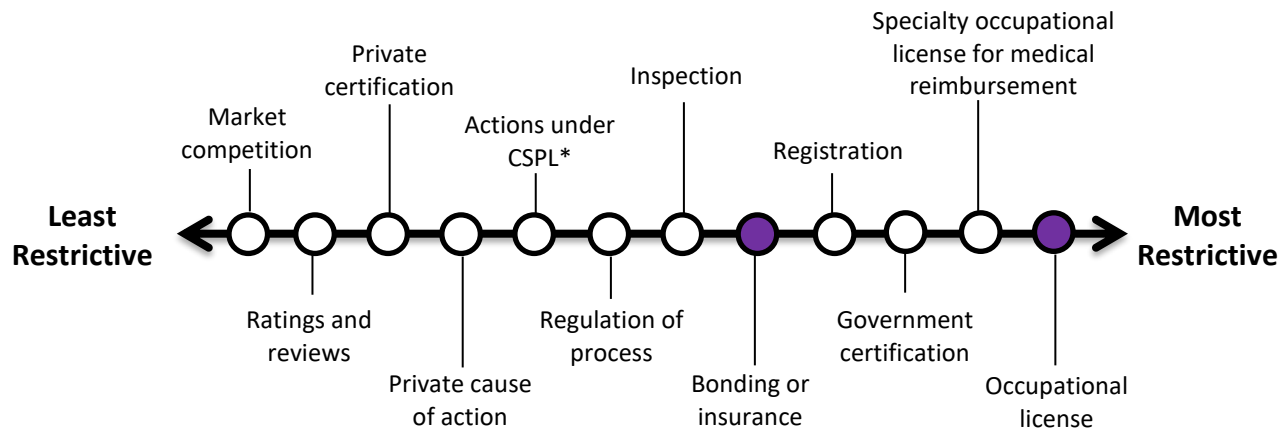 Specialty occupational
license for medical
reimbursement
Private
certification
Inspection
Market
competition
Actions under
CSPL*
Registration
Least
Restrictive
Most
Restrictive
Ratings and
reviews
Regulation of
process
Government
certification
Private cause
of action
Bonding or
insurance
Occupational
license